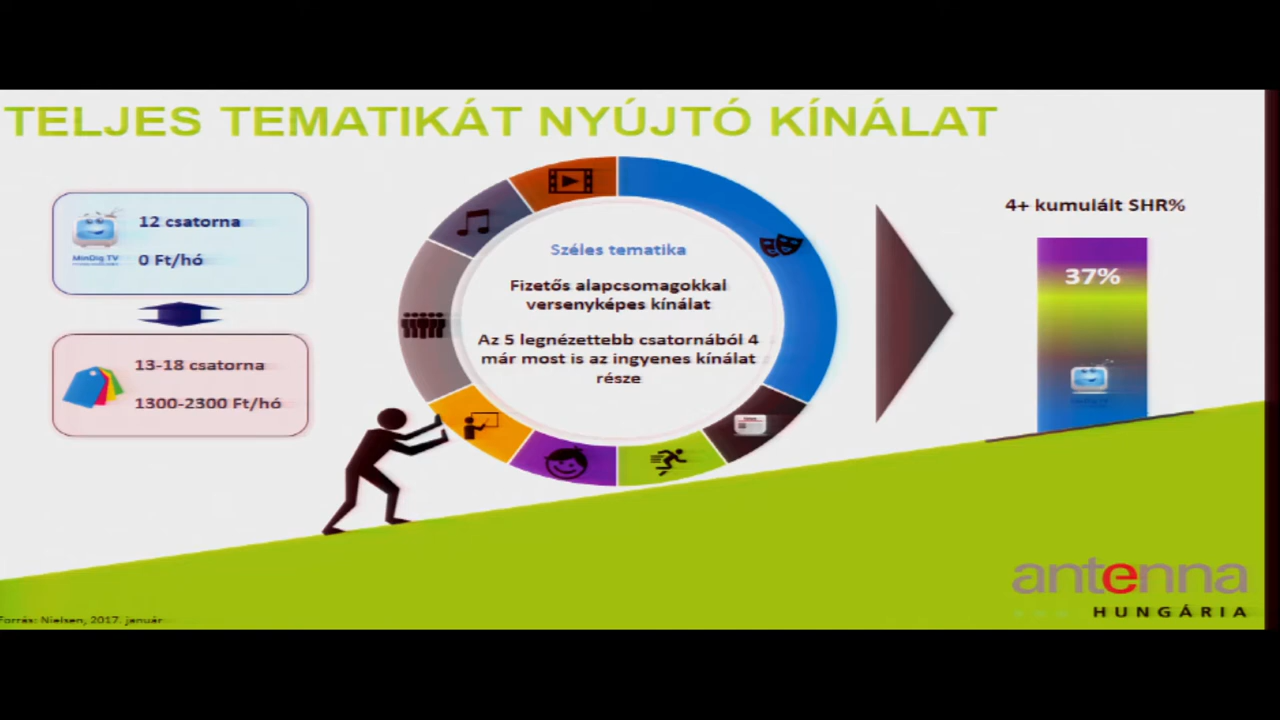 TELJES TEMATIKÁT NYÚJTÓ KÍNÁLAT
12 csatorna
MinDig TV
0 Ft/hó
13-18 csatorna
1300-2300 Ft/hó
Széles tematika
Fizetős alapcsomagokkal
versenyképes kínálat
Az 5 legnézettebb csatornából 4
már most is az ingyenes kínálat
része
4+ kumulált SHR%
37%
antenna
HUNGÁRIA
Forrás: Nielsen, 2017. január